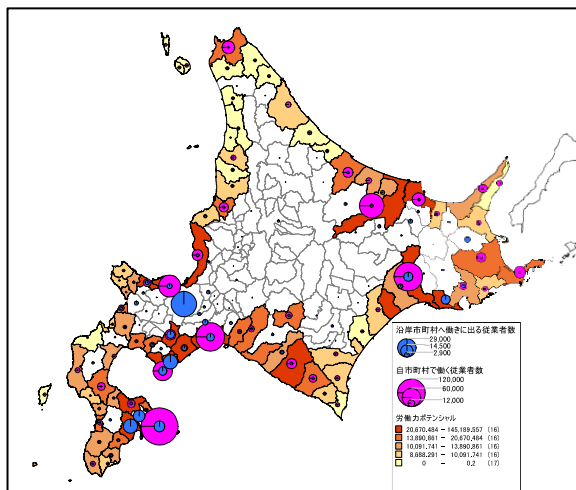 沿岸市町村へ働きに出る従業者数
29,000
14,500
2,900
自市町村で働く従業者数
120,000
60,000
12,000
労働力ポテンシャル
20,670.484 - 145,189.557 (16)
13,890.861 - 20,670.484 (16)
10,091.741 - 13,890.861 (16)
8,688.291 - 10,091.741 (16)
0 - 0.2 (17)